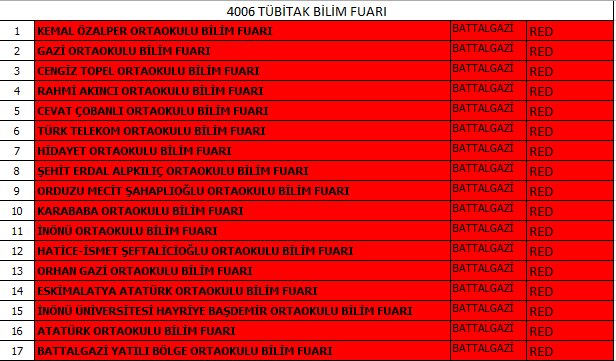 4006 TÜBİTAK BİLİM FUARI
1 KEMAL ÖZALPER ORTAOKULU BİLİM FUARI BATTALGAZİ RED
2 GAZİ ORTAOKULU BİLİM FUARI BATTALGAZİ RED
3 CENGİZ TOPEL ORTAOKULU BİLİM FUARI BATTALGAZİ RED
4 RAHMİ AKINCI ORTAOKULU BİLİM FUARI BATTALGAZİ RED
5 CEVAT ÇOBANLI ORTAOKULU BİLİM FUARI BATTALGAZİ RED
6 TÜRK TELEKOM ORTAOKULU BİLİM FUARI BATTALGAZİ RED
7 HİDAYET ORTAOKULU BİLİM FUARI BATTALGAZİ RED
8 ŞEHİT ERDAL ALPKILIÇ ORTAOKULU BİLİM FUARI BATTALGAZİ RED
9 ORDUZU MECİT ŞAHAPLIOĞLU ORTAOKULU BİLİM FUARI BATTALGAZİ RED
10 KARABABA ORTAOKULU BİLİM FUARI BATTALGAZİ RED
11 İNÖNÜ ORTAOKULU BİLİM FUARI BATTALGAZİ RED
12 HATİCE-İSMET ŞEFTALİCİOĞLU ORTAOKULU BİLİM FUARI BATTALGAZİ RED
13 ORHAN GAZİ ORTAOKULU BİLİM FUARI BATTALGAZİ RED
14 ESKİMALATYA ATATÜRK ORTAOKULU BİLİM FUARI BATTALGAZİ RED
15 İNÖNÜ ÜNİVERSİTESİ HAYRİYE BAŞDEMİR ORTAOKULU BİLİM FUARI BATTALGAZİ RED
16 ATATÜRK ORTAOKULU BİLİM FUARI BATTALGAZİ RED
17 BATTALGAZİ YATILI BÖLGE ORTAOKULU BİLİM FUARI BATTALGAZİ RED